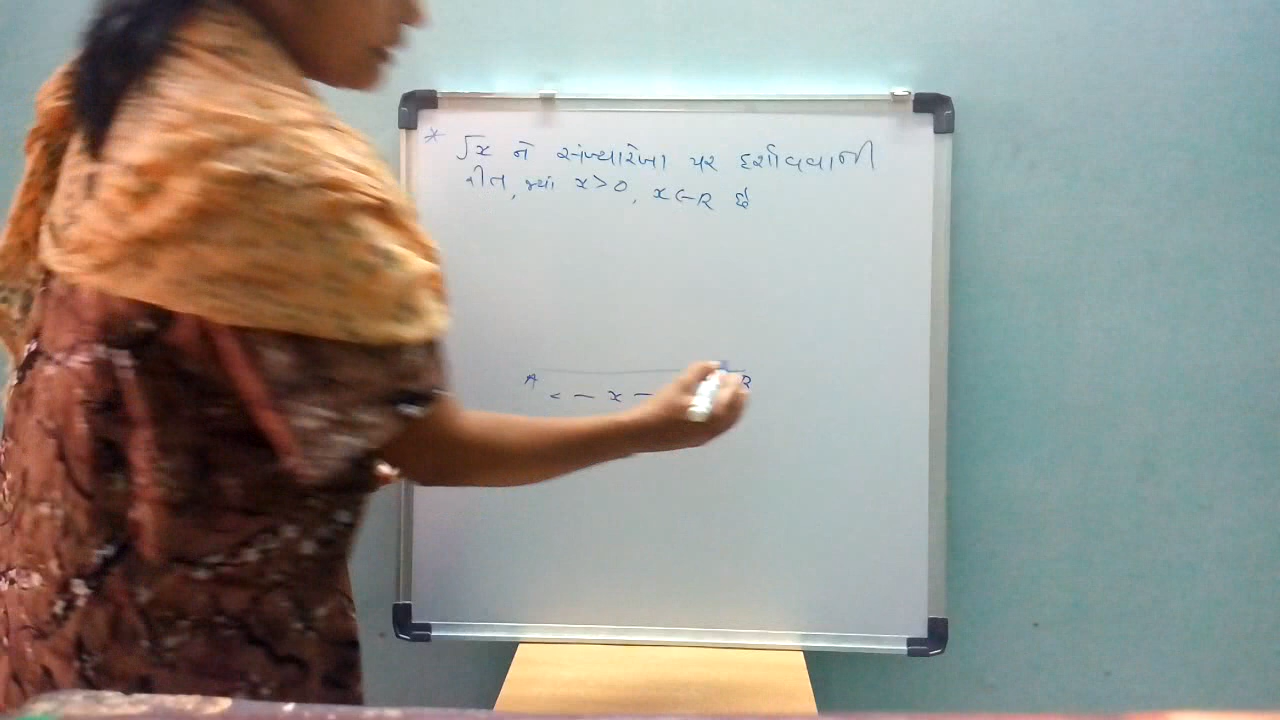 * √x ને સંખ્યારેખા પર દર્શાવવાની
રીત, જ્યાં x>0, x∈R છે
A B
< — x —